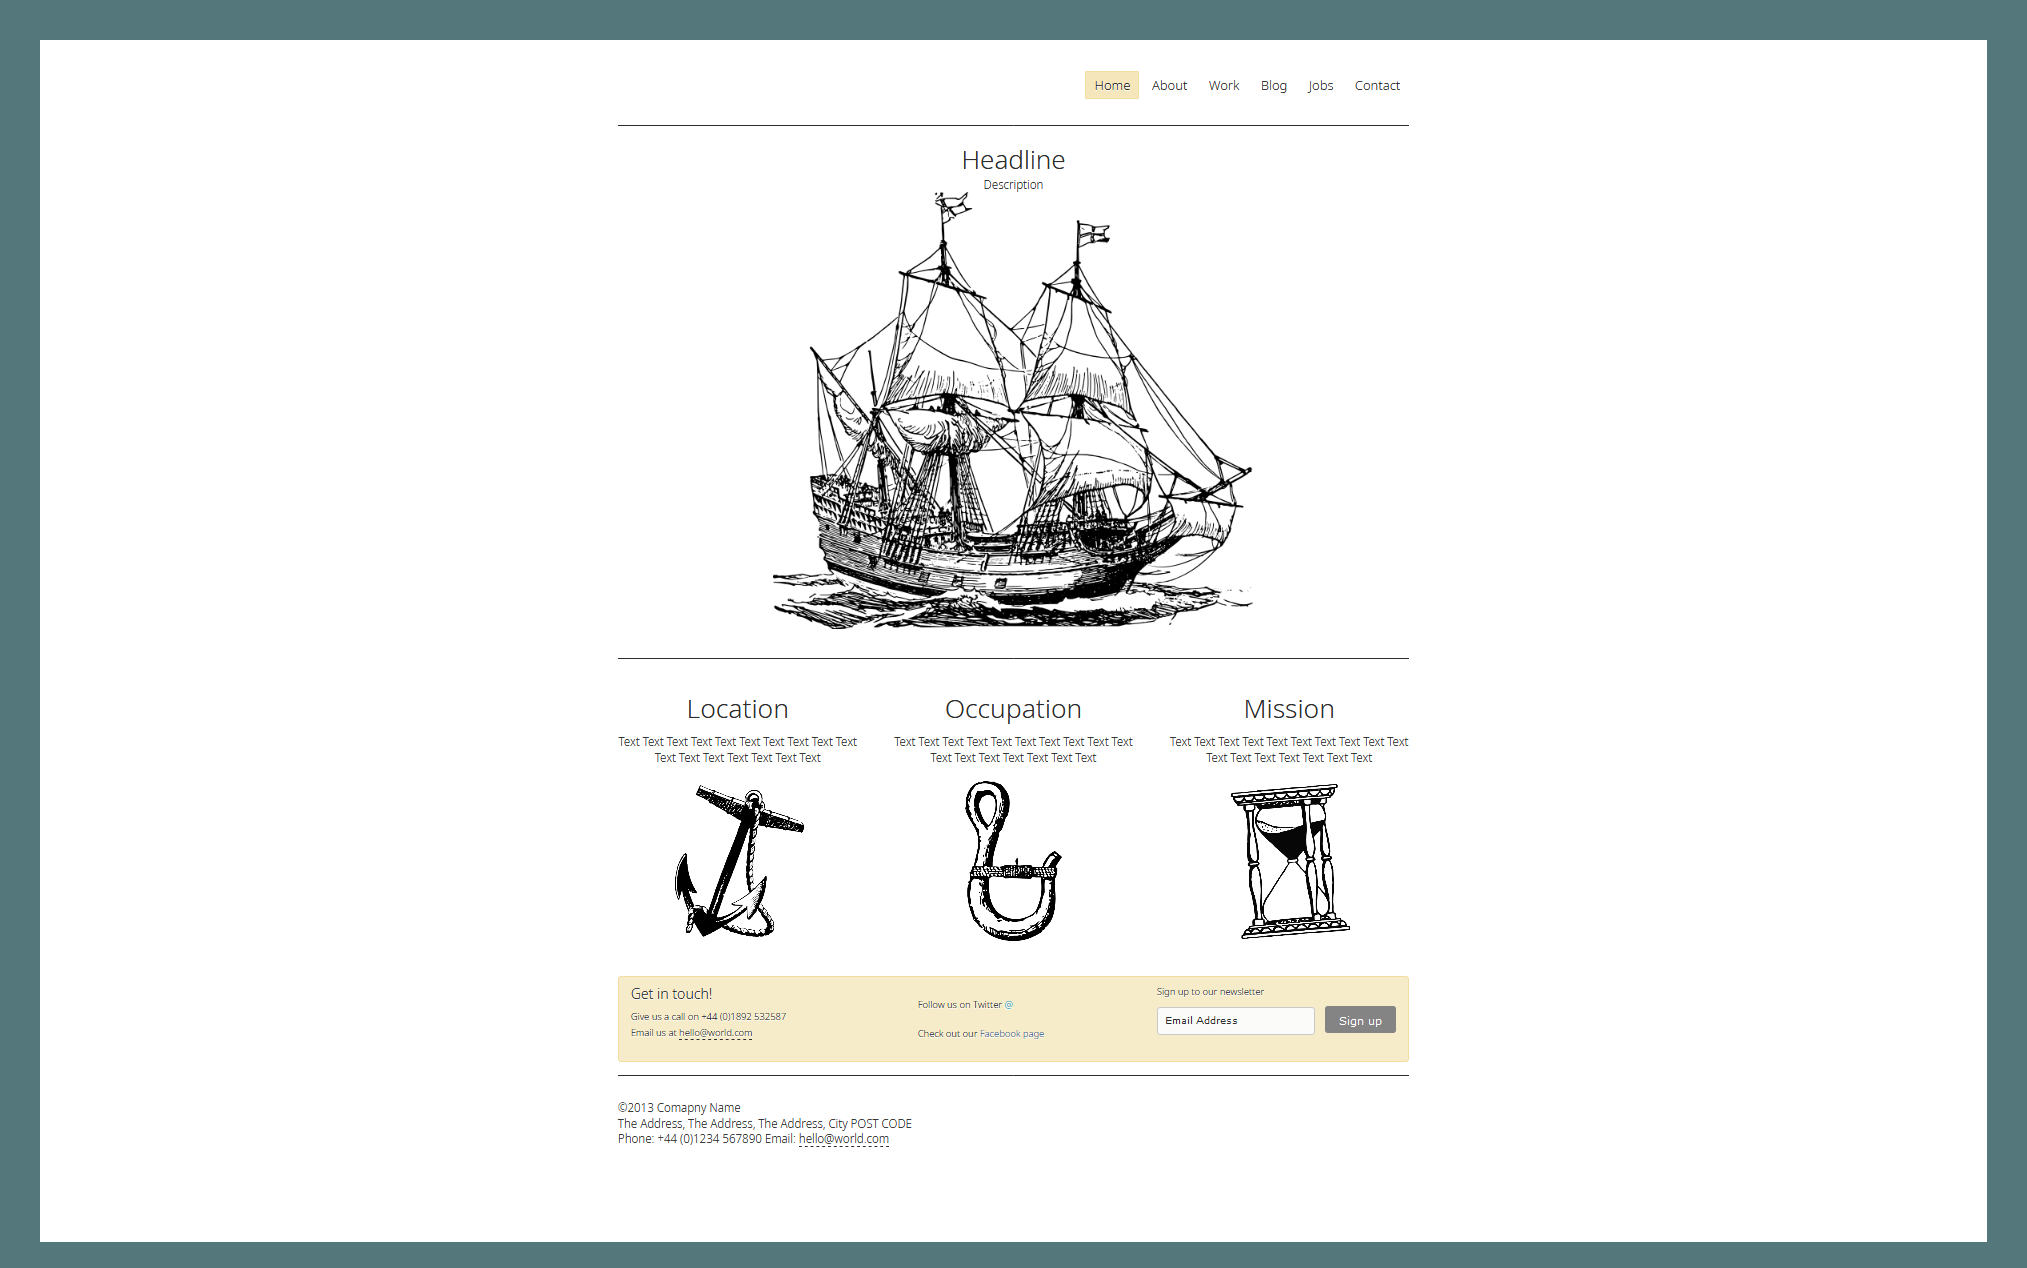 Home About Work Blog Jobs Contact
Headline
Description
Location
Text Text Text Text Text Text Text Text Text Text
Text Text Text Text Text Text Text
Occupation
Text Text Text Text Text Text Text Text Text Text
Text Text Text Text Text Text Text
Mission
Text Text Text Text Text Text Text Text Text Text
Text Text Text Text Text Text Text
Get in touch!
Give us a call on +44 (0)1892 532587
Email us at hello@world.com
Follow us on Twitter @
Check out our Facebook page
Sign up to our newsletter
Email Address
Sign up
©2013 Comapny Name
The Address, The Address, The Address, City POST CODE
Phone: +44 (0)1234 567890 Email: hello@world.com